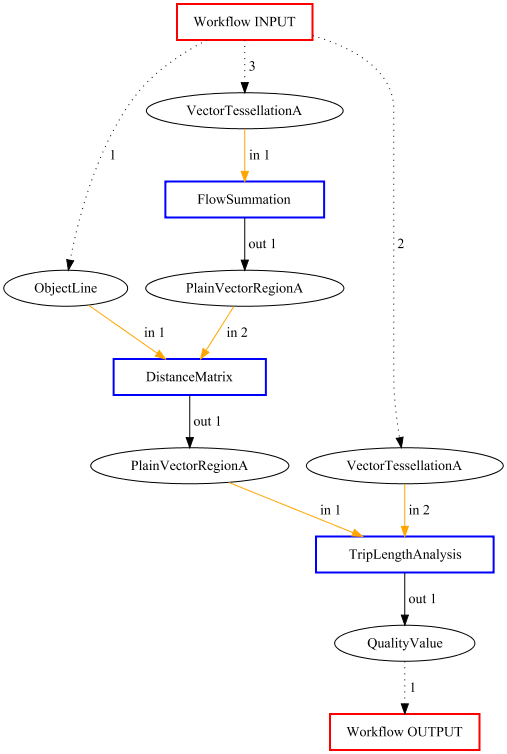 Workflow INPUT
3
VectorTessellationA
1
in 1
FlowSummation
2
out 1
ObjectLine
PlainVectorRegionA
in 1
in 2
DistanceMatrix
out 1
PlainVectorRegionA
VectorTessellationA
in 1
in 2
TripLengthAnalysis
out 1
QualityValue
1
Workflow OUTPUT